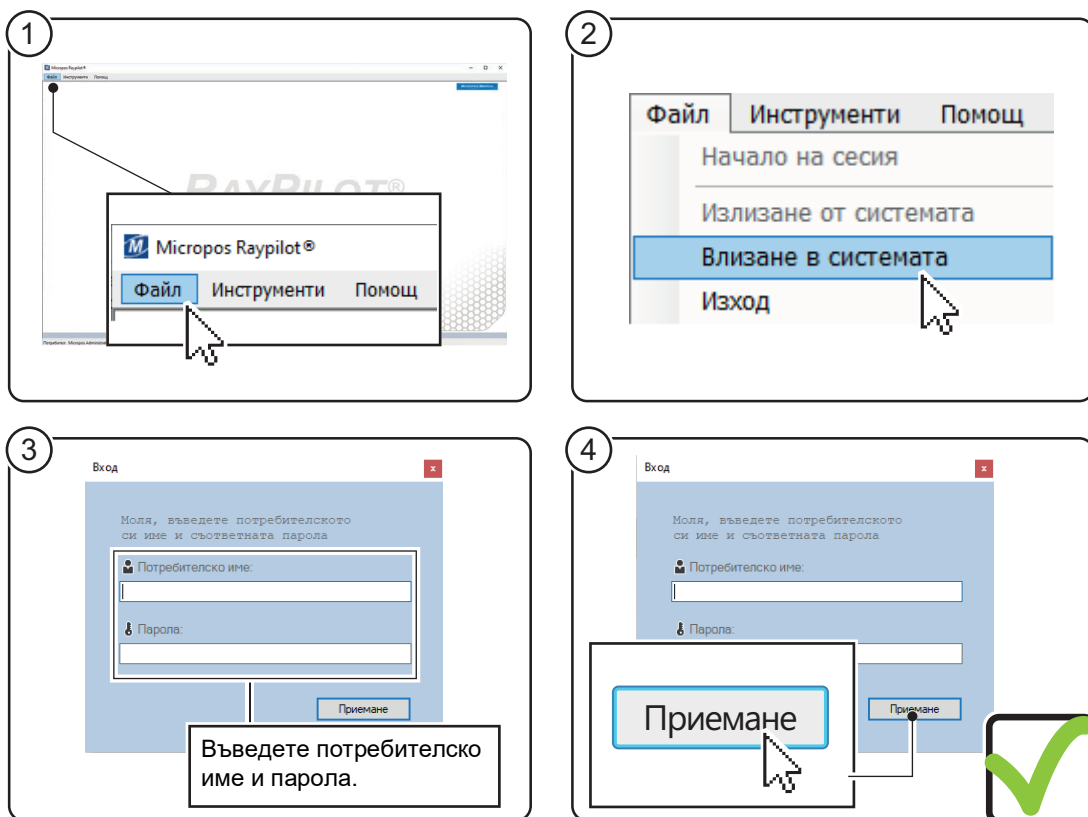 1
Micropos Raypilot®
Файл Инструменти Помощ
RAYPILOT®
Micropos Raypilot®
Файл Инструменти Помощ
2
Файл Инструменти Помощ
Начало на сесия
Излизане от системата
Влизане в системата
Изход
3
Вход
x
Моля, въведете потребителското
си име и съответната парола
Потребителско име:
Парола:
Приемане
Въведете потребителско
име и парола.
4
Вход
x
Моля, въведете потребителското
си име и съответната парола
Потребителско име:
Парола:
Приемане
Приемане